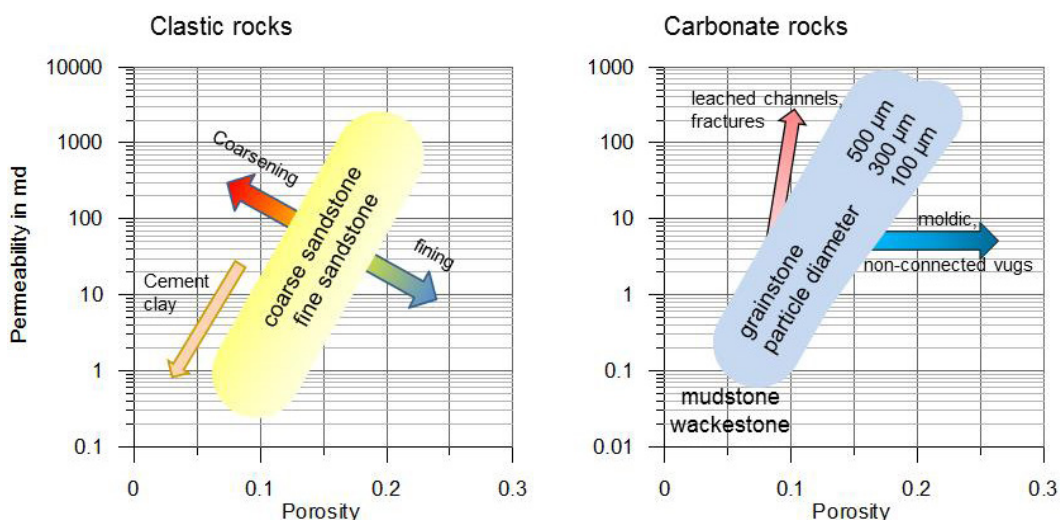 Clastic rocks
Permeability in md
10000
1000
100
10
1
0.1
Coarsening
coarse sandstone
fine sandstone
fining
Cement
clay
0
0.1
0.2
0.3
Porosity
Carbonate rocks
1000
100
10
1
0.1
0.01
leached channels,
fractures
500 µm
300 µm
100 µm
grainstone
particle diameter
moldic,
non-connected vugs
mudstone
wackestone
0
0.1
0.2
0.3
Porosity